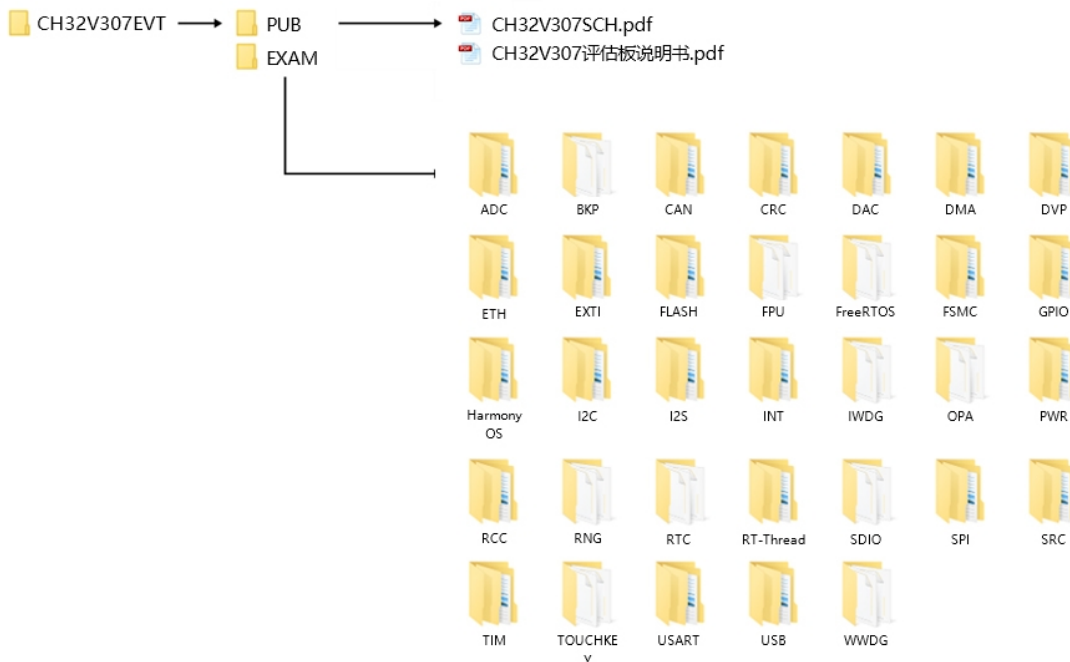 CH32V307EVT
PUB
CH32V307SCH.pdf
EXAM
CH32V307评估板说明书.pdf
ADC
BKP
CAN
CRC
DAC
DMA
DVP
ETH
EXTI
FLASH
FPU
FreeRTOS
FSMC
GPIO
Harmony
OS
I2C
I2S
INT
IWDG
OPA
PWR
RCC
RNG
RTC
RT-Thread
SDIO
SPI
SRC
TIM
TOUCHKE
Y
USART
USB
WWDG